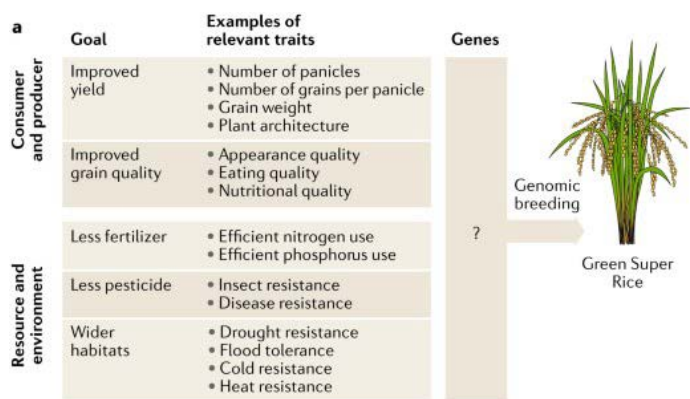 a
Goal
Examples of
relevant traits
Genes
Consumer
and producer
Improved
yield
• Number of panicles
• Number of grains per panicle
• Grain weight
• Plant architecture
Improved
grain quality
• Appearance quality
• Eating quality
• Nutritional quality
Resource and
environment
Less fertilizer
• Efficient nitrogen use
• Efficient phosphorus use
Less pesticide
• Insect resistance
• Disease resistance
Wider
habitats
• Drought resistance
• Flood tolerance
• Cold resistance
• Heat resistance
?
Genomic
breeding
Green Super
Rice